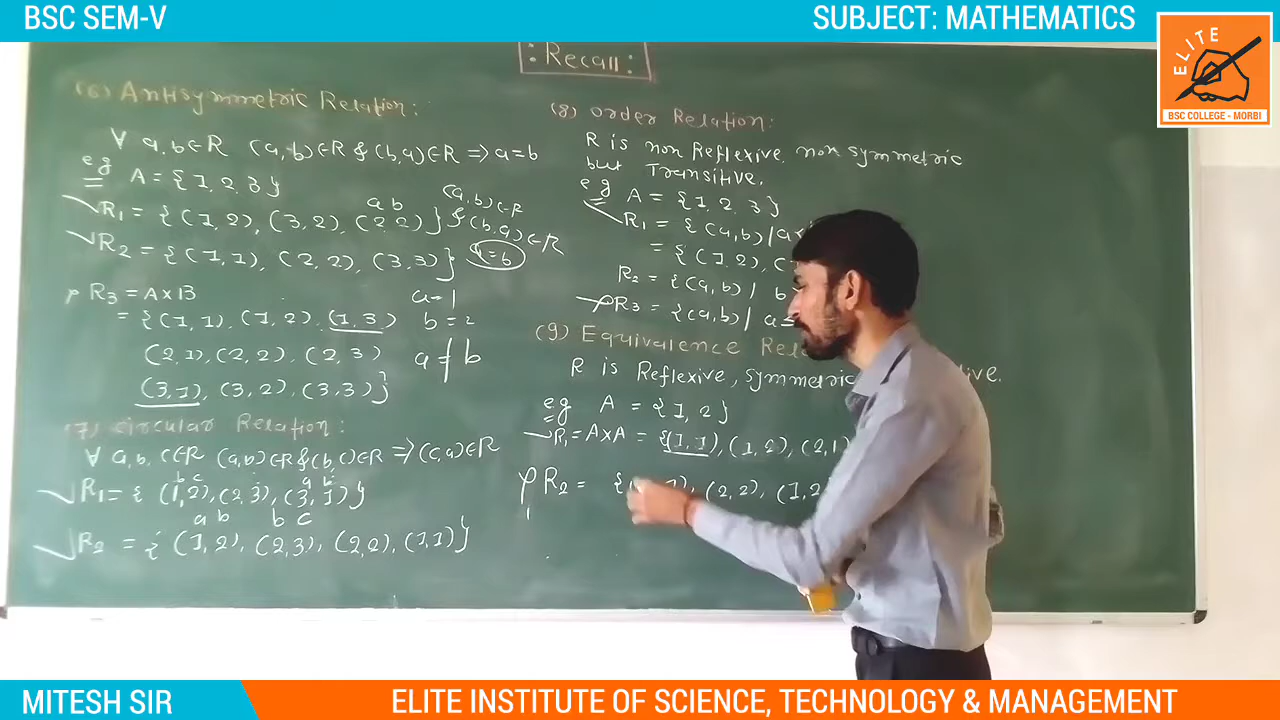 BSC SEM-V
SUBJECT: MATHEMATICS
ELITE
BSC COLLEGE - MORBI
: Recall :
(6) Antisymmetric Relation:
∀ a,b∈R (a,b)∈R & (b,a)∈R ⇒ a=b
eg A = {1, 2, 3}
a b
(a,b)∈R
R₁ = {(1,2), (3,2), (2,2)} & (b,a)∈R
R₂ = {(1,1), (2,2), (3,3)} a=b
R₃ = A×13
= {(1,1), (1,2), (1,3)
(2,1), (2,2), (2,3)
(3,1), (3,2), (3,3)}
a=1
b=2
a≠b
(7) Circular Relation:
∀ a,b,c∈R (a,b)∈R & (b,c)∈R ⇒ (c,a)∈R
R₁ = {(1,2), (2,3), (3,1)}
a b b c
R₂ = {(1,2), (2,3), (2,2), (1,1)}
(8) order Relation:
R is non Reflexive, non symmetric
but Transitive.
eg A = {1, 2, 3}
R₁ = {(a,b) / a
= {(1,2),
R₂ = {(a,b) / b
R₃ = {(a,b) / a≤
(9) Equivalence
R is Reflexive, symmetric
eg A = {1, 2}
R₁ = A×A = {(1,1), (1,2), (2,1)
R₂ = { (2,2), (1,2
MITESH SIR
ELITE INSTITUTE OF SCIENCE, TECHNOLOGY & MANAGEMENT